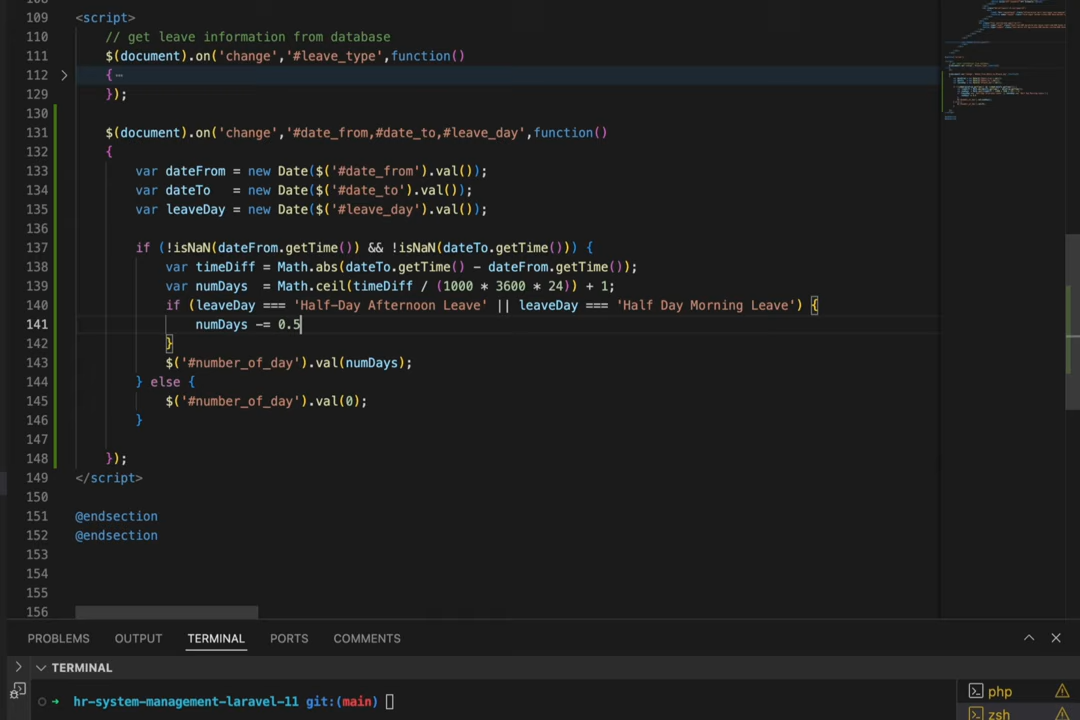 108
109 <script>
110 // get leave information from database
111 $(document).on('change','#leave_type',function()
112 {⋯
129 });
130
131 $(document).on('change','#date_from,#date_to,#leave_day',function()
132 {
133 var dateFrom = new Date($('#date_from').val());
134 var dateTo   = new Date($('#date_to').val());
135 var leaveDay = new Date($('#leave_day').val());
136
137 if (!isNaN(dateFrom.getTime()) && !isNaN(dateTo.getTime())) {
138 var timeDiff = Math.abs(dateTo.getTime() - dateFrom.getTime());
139 var numDays  = Math.ceil(timeDiff / (1000 * 3600 * 24)) + 1;
140 if (leaveDay === 'Half-Day Afternoon Leave' || leaveDay === 'Half Day Morning Leave') {
141 numDays -= 0.5
142 }
143 $('#number_of_day').val(numDays);
144 } else {
145 $('#number_of_day').val(0);
146 }
147
148 });
149 </script>
150
151 @endsection
152 @endsection
153
154
155
156
PROBLEMS OUTPUT TERMINAL PORTS COMMENTS
TERMINAL
hr-system-management-laravel-11 git:(main)
php
zsh